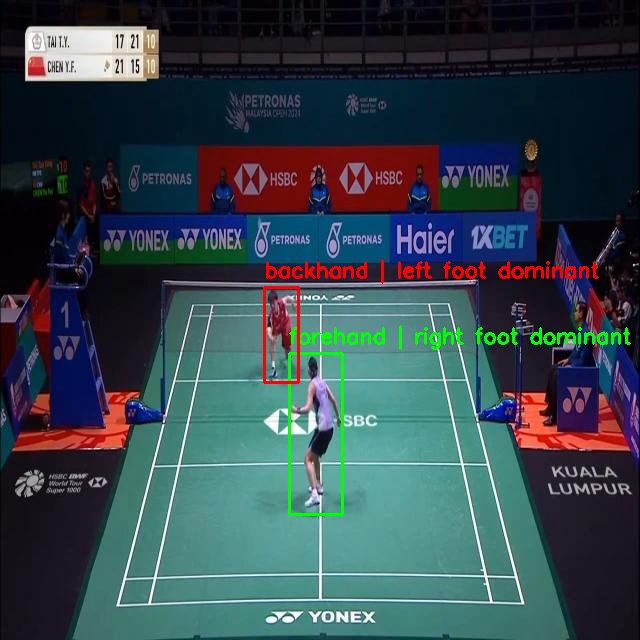 TAI T.Y. 17 21 10
CHEN Y.F. 21 15 10
PETRONAS
MALAYSIA OPEN 2024
PETRONAS
HSBC
HSBC
YONEX
YONEX
YONEX
PETRONAS
PETRONAS
Haier
1XBET
backhand | left foot dominant
YONEX
forehand | right foot dominant
1
SBC
HSBC BWF
World Tour
Super 1000
KUALA
LUMPUR
YONEX